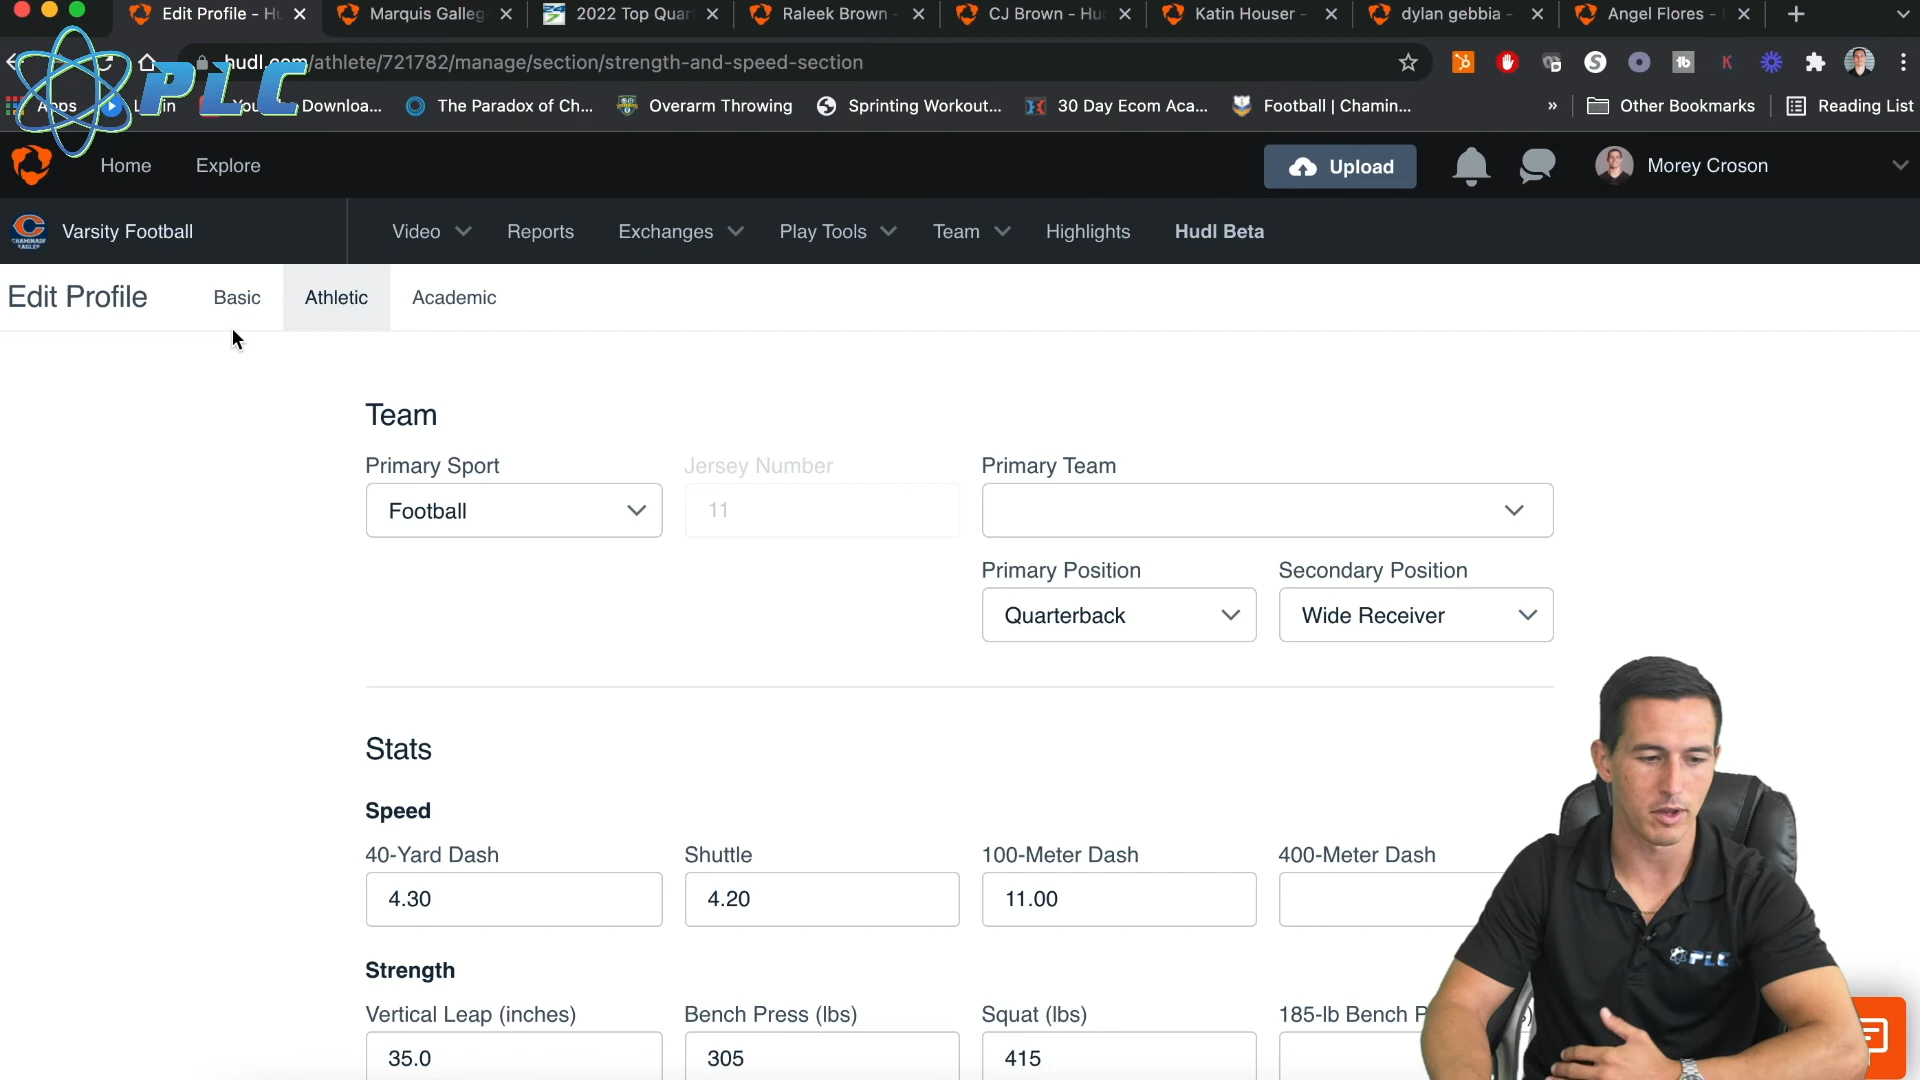 Edit Profile - Hu
Marquis Galleg
2022 Top Quar
Raleek Brown -
CJ Brown - Hu
Katin Houser -
dylan gebbia -
Angel Flores -
hudl.com/athlete/721782/manage/section/strength-and-speed-section
PLC
Apps
Downloa...
The Paradox of Ch...
Overarm Throwing
Sprinting Workout...
30 Day Ecom Aca...
Football | Chamin...
»
Other Bookmarks
Reading List
Home
Explore
Upload
Morey Croson
Varsity Football
Video
Reports
Exchanges
Play Tools
Team
Highlights
Hudl Beta
Edit Profile
Basic
Athletic
Academic
Team
Primary Sport
Jersey Number
Primary Team
Football
11
Primary Position
Secondary Position
Quarterback
Wide Receiver
Stats
Speed
40-Yard Dash
Shuttle
100-Meter Dash
400-Meter Dash
4.30
4.20
11.00
Strength
Vertical Leap (inches)
Bench Press (lbs)
Squat (lbs)
185-lb Bench P
35.0
305
415
PLC